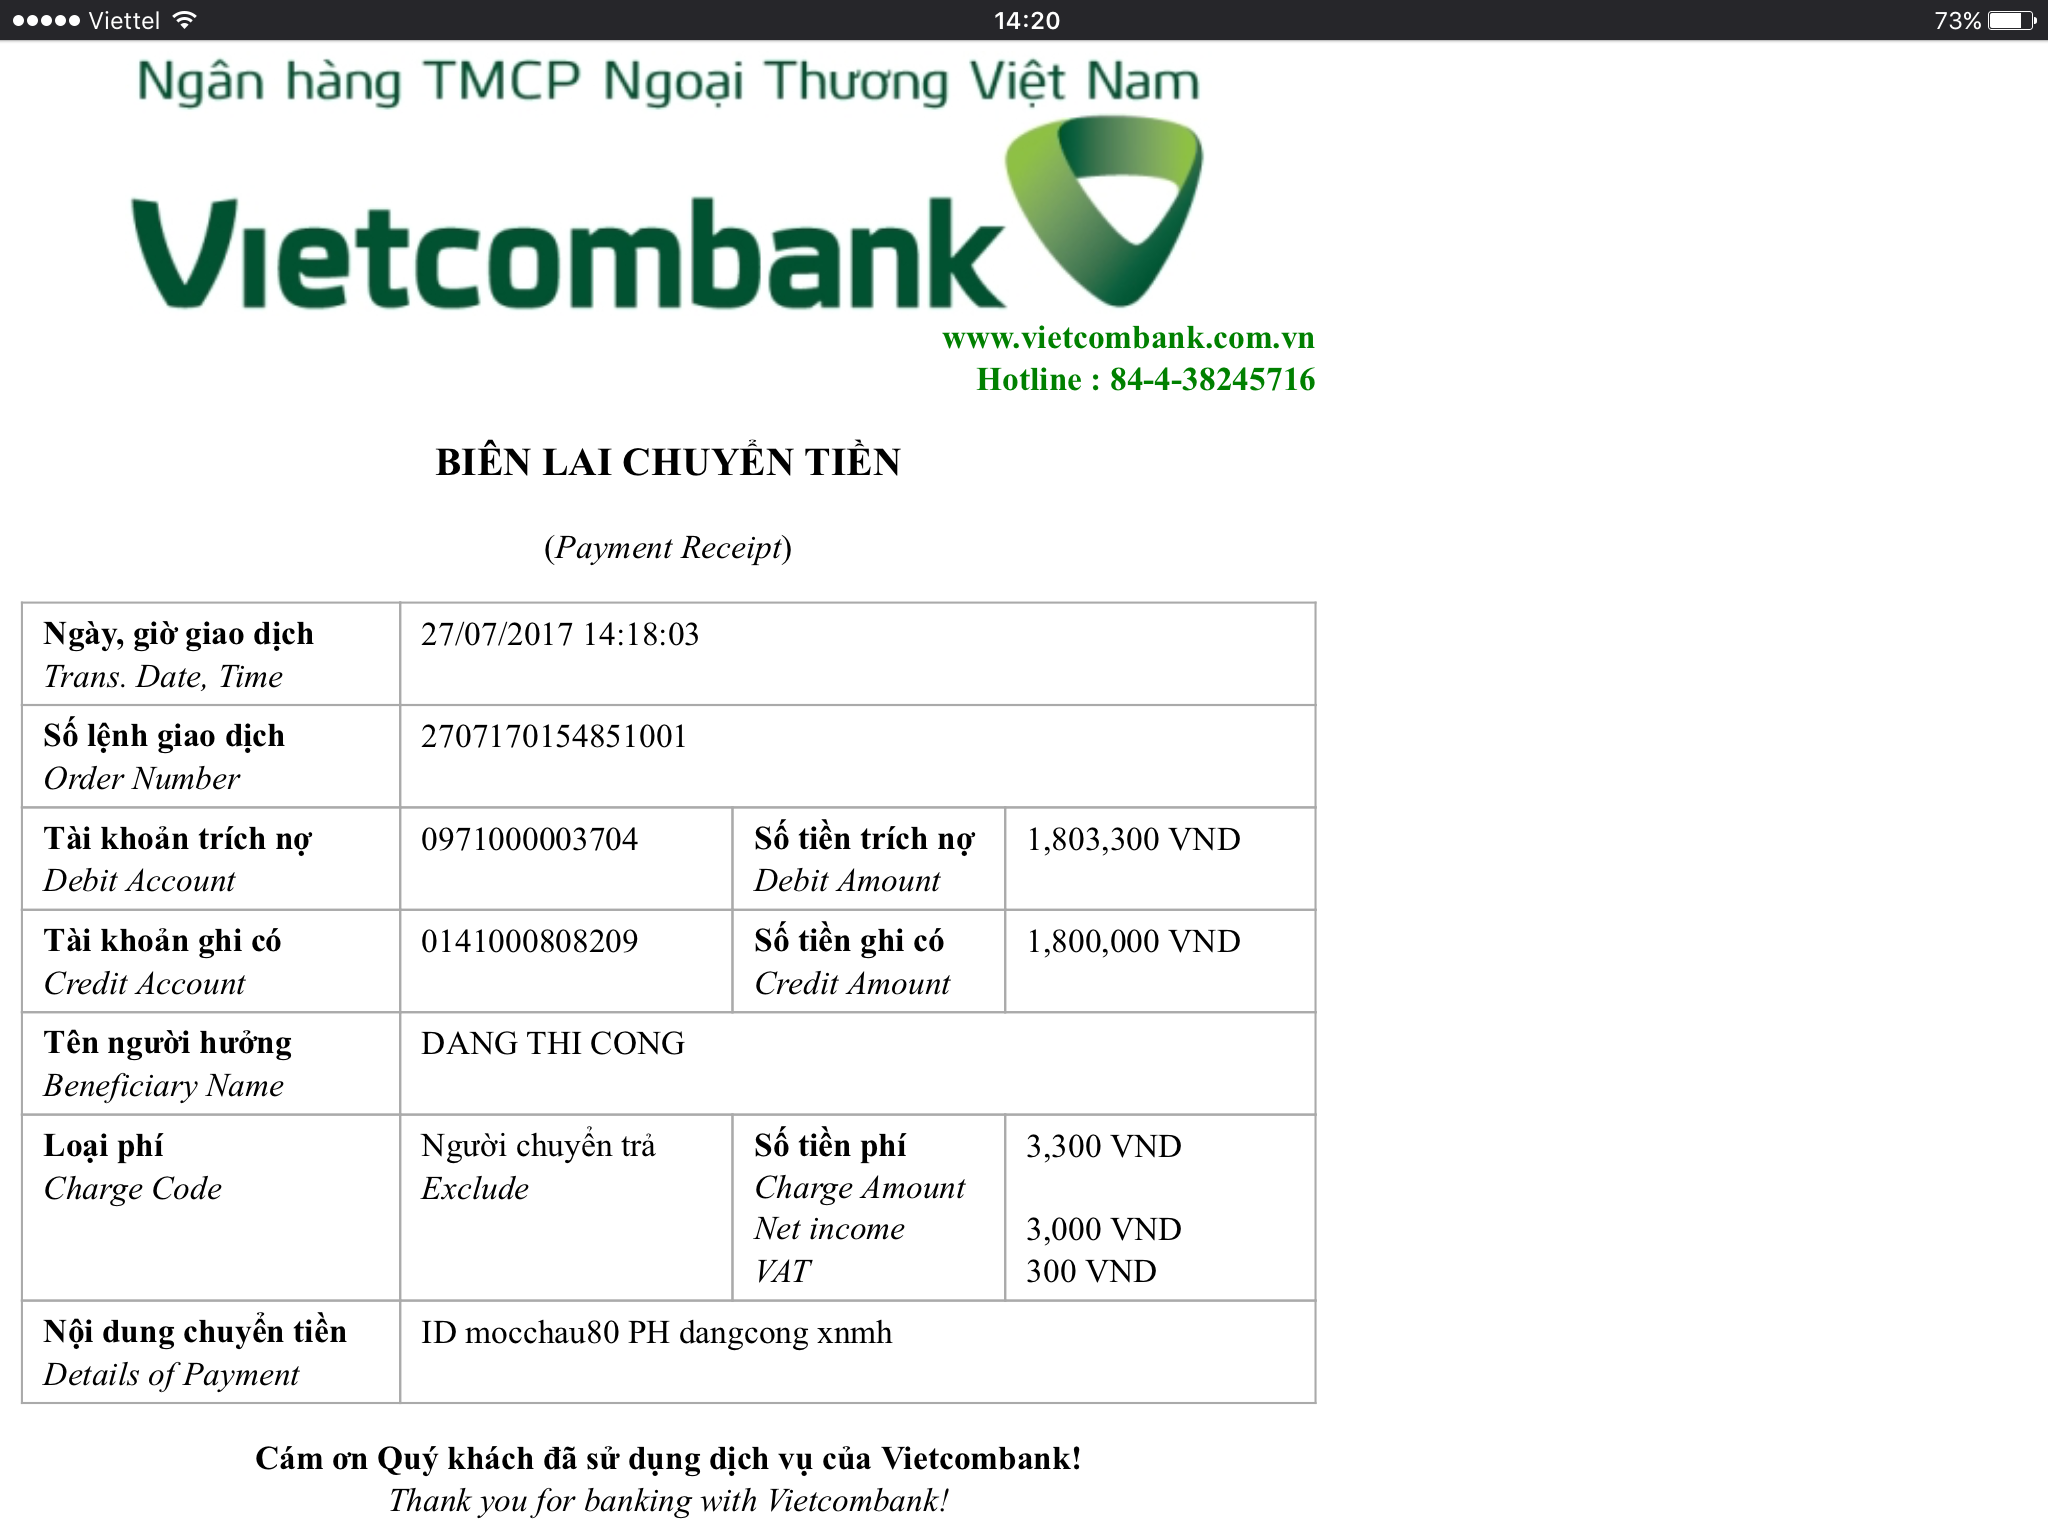 Viettel 14:20 73%
Ngân hàng TMCP Ngoại Thương Việt Nam
Vietcombank
www.vietcombank.com.vn
Hotline : 84-4-38245716
BIÊN LAI CHUYỂN TIỀN
(Payment Receipt)
Ngày, giờ giao dịch 27/07/2017 14:18:03
Trans. Date, Time
Số lệnh giao dịch 2707170154851001
Order Number
Tài khoản trích nợ 0971000003704 Số tiền trích nợ 1,803,300 VND
Debit Account Debit Amount
Tài khoản ghi có 0141000808209 Số tiền ghi có 1,800,000 VND
Credit Account Credit Amount
Tên người hưởng DANG THI CONG
Beneficiary Name
Loại phí Người chuyển trả Số tiền phí 3,300 VND
Charge Code Exclude Charge Amount
Net income 3,000 VND
VAT 300 VND
Nội dung chuyển tiền ID mocchau80 PH dangcong xnmh
Details of Payment
Cám ơn Quý khách đã sử dụng dịch vụ của Vietcombank!
Thank you for banking with Vietcombank!